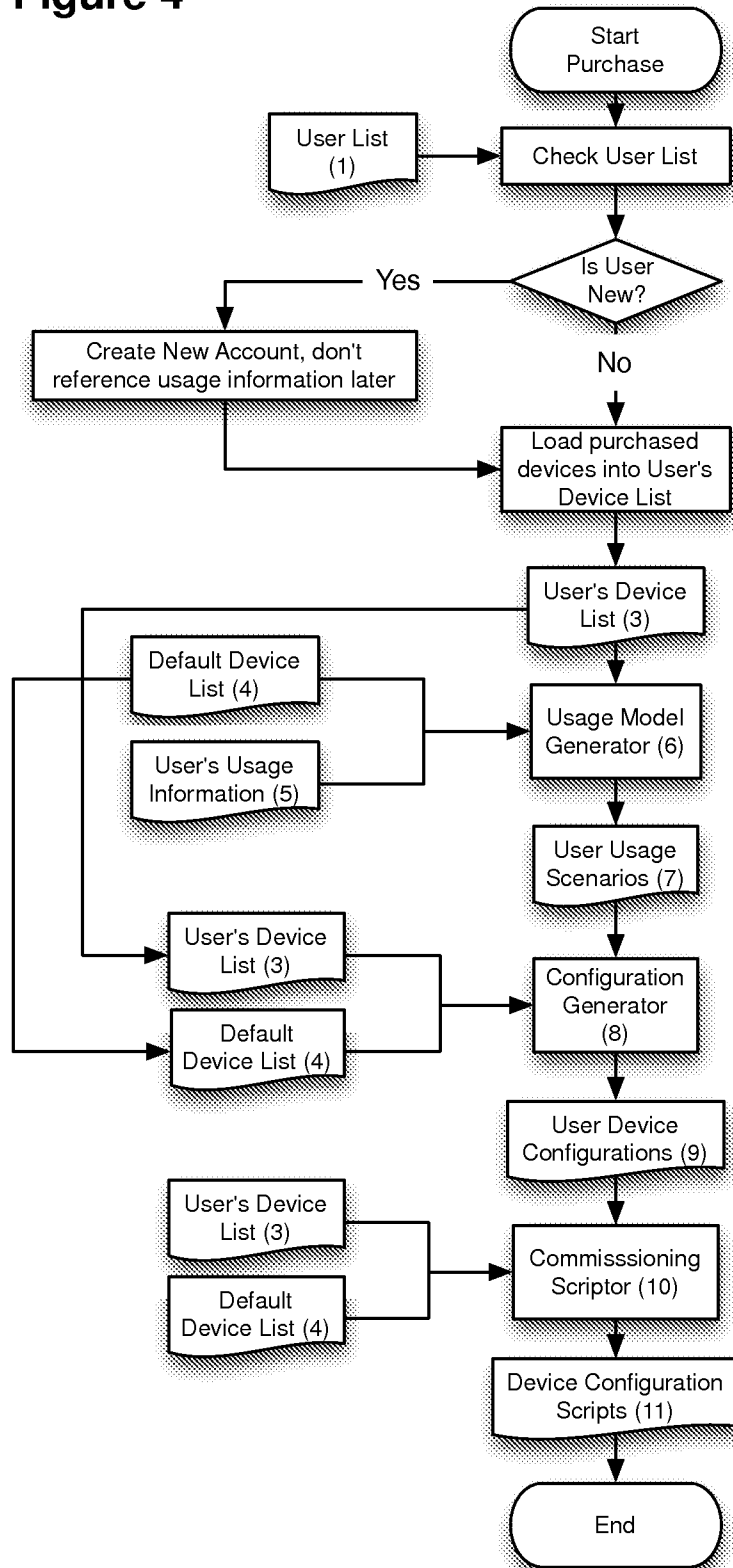 Figure 4
Start
Purchase
User List
(1)
Check User List
Is User
New?
Yes
No
Create New Account, don't
reference usage information later
Load purchased
devices into User's
Device List
User's Device
List (3)
Default Device
List (4)
Usage Model
Generator (6)
User's Usage
Information (5)
User Usage
Scenarios (7)
User's Device
List (3)
Configuration
Generator
(8)
Default
Device List (4)
User Device
Configurations (9)
User's Device
List (3)
Commisssioning
Scriptor (10)
Default
Device List (4)
Device Configuration
Scripts (11)
End